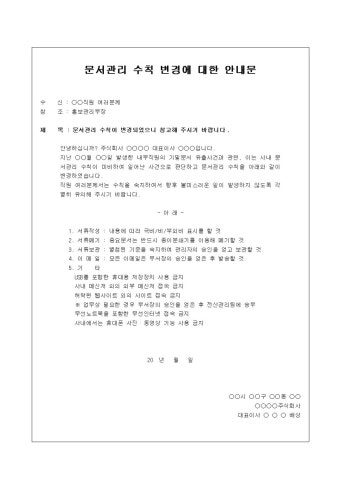 문서관리 수칙 변경에 대한 안내문
수 신 : ○○직원 여러분께
참 조 : 홍보관리부장
제 목 : 문서관리 수칙이 변경되었으니 참고해 주시기 바랍니다.
안녕하십니까? 주식회사 ○○○○ 대표이사 ○○○입니다.
지난 ○○월 ○○일 발생한 내부직원의 기밀문서 유출사건과 관련, 이는 사내 문
서관리 수칙이 미비하여 일어난 사건으로 판단하고 문서관리 수칙을 아래와 같이
변경하였습니다.
직원 여러분께서는 수칙을 숙지하여서 향후 불미스러운 일이 발생하지 않도록 각
별히 유의해 주시기 바랍니다.
- 아 래 -
1. 서류작성 : 내용에 따라 극비/비/무외비 표시를 할 것
2. 서류폐기 : 중요문서는 반드시 종이분쇄기를 이용해 폐기할 것
3. 서류보관 : 별첨된 기준을 숙지하여 관리자의 승인을 얻고 보관할 것
4. 이 메 일 : 모든 이메일은 부서장의 승인을 얻은 후 발송할 것
5. 기 타
USB를 포함한 휴대용 저장장치 사용 금지
사내 메신저 외의 외부 메신저 접속 금지
허락된 웹사이트 외의 사이트 접속 금지
※ 업무상 필요한 경우 부서장의 승인을 얻은 후 전산관리팀에 승부
무선노트북을 포함한 무선인터넷 접속 금지
사내에서는 휴대폰 사진 · 동영상 기능 사용 금지
20 년 월 일
○○시 ○○구 ○○동 ○○
○○○○주식회사
대표이사 ○ ○ ○ 배상